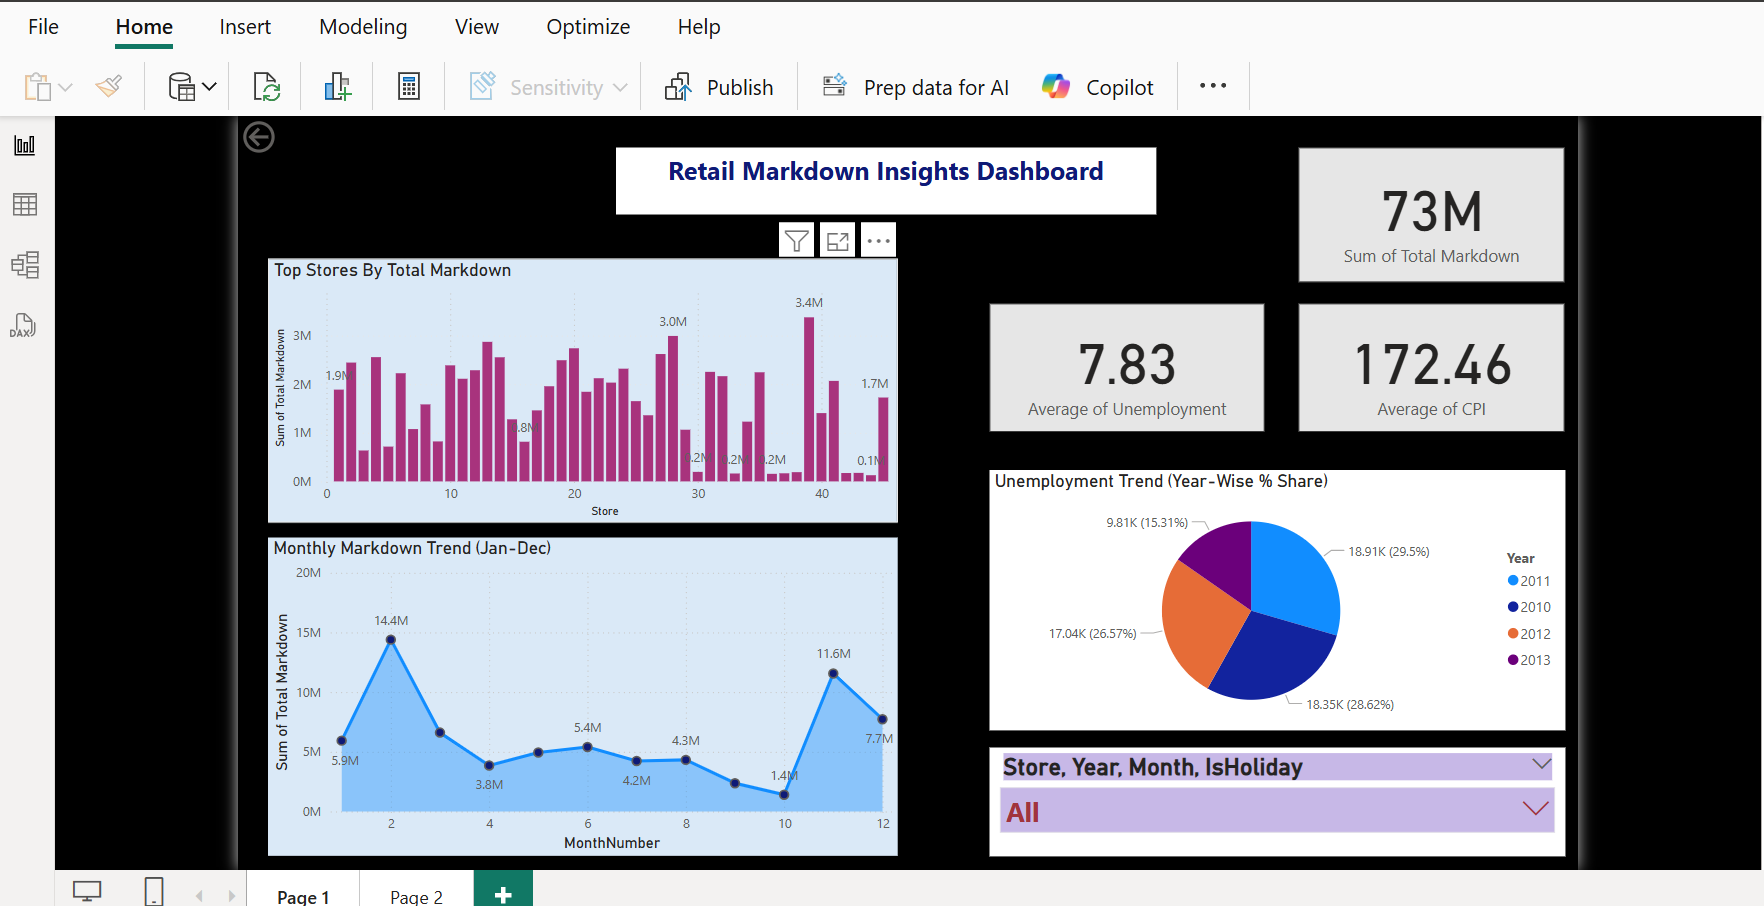 File Home Insert Modeling View Optimize Help
Sensitivity Publish Prep data for AI Copilot
DAX
Retail Markdown Insights Dashboard
73M
Sum of Total Markdown
7.83
Average of Unemployment
172.46
Average of CPI
Top Stores By Total Markdown
Sum of Total Markdown
3M
2M
1M
0M
1.9M
0.8M
3.0M
0.2M
0.2M
0.2M
3.4M
0.1M
1.7M
0 10 20 30 40
Store
Monthly Markdown Trend (Jan-Dec)
Sum of Total Markdown
20M
15M
10M
5M
0M
5.9M
14.4M
3.8M
5.4M
4.2M
4.3M
1.4M
11.6M
7.7M
2 4 6 8 10 12
MonthNumber
Unemployment Trend (Year-Wise % Share)
9.81K (15.31%)
18.91K (29.5%)
17.04K (26.57%)
18.35K (28.62%)
Year
2011
2010
2012
2013
Store, Year, Month, IsHoliday
All
Page 1 Page 2